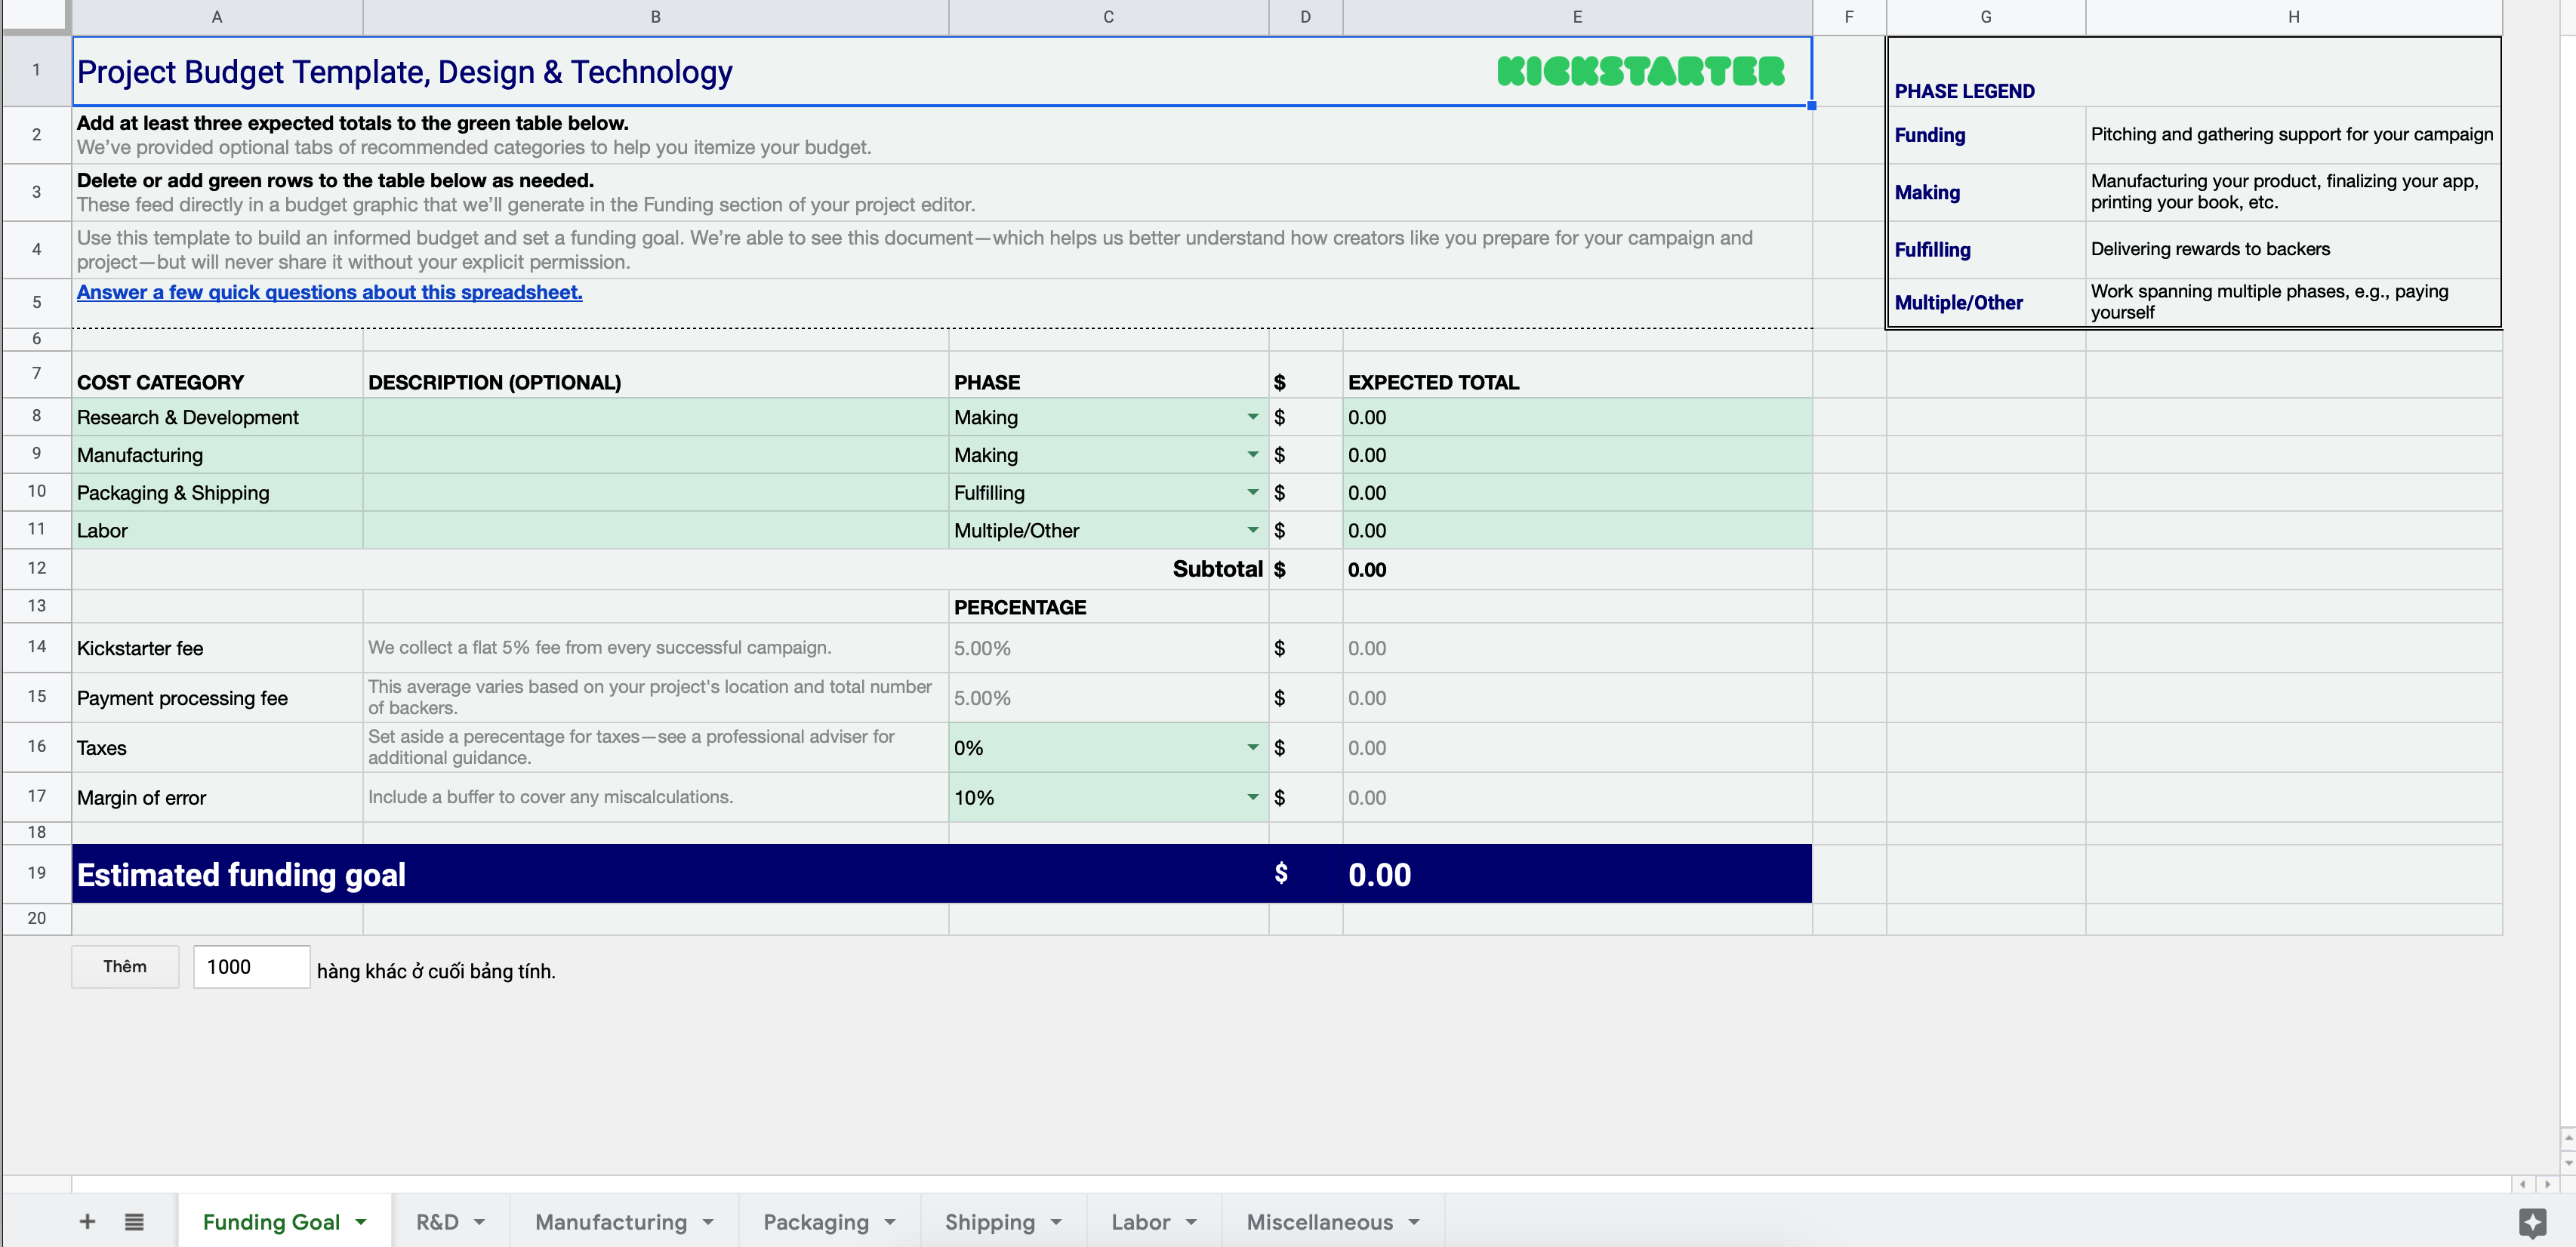 A B C D E F G H
1 Project Budget Template, Design & Technology KICKSTARTER PHASE LEGEND
2 Add at least three expected totals to the green table below.
We've provided optional tabs of recommended categories to help you itemize your budget.
Funding Pitching and gathering support for your campaign
3 Delete or add green rows to the table below as needed.
These feed directly in a budget graphic that we'll generate in the Funding section of your project editor.
Making Manufacturing your product, finalizing your app,
printing your book, etc.
4 Use this template to build an informed budget and set a funding goal. We're able to see this document—which helps us better understand how creators like you prepare for your campaign and
project—but will never share it without your explicit permission.
Fulfilling Delivering rewards to backers
5 Answer a few quick questions about this spreadsheet.
Multiple/Other Work spanning multiple phases, e.g., paying
yourself
6
7 COST CATEGORY DESCRIPTION (OPTIONAL) PHASE $ EXPECTED TOTAL
8 Research & Development Making $ 0.00
9 Manufacturing Making $ 0.00
10 Packaging & Shipping Fulfilling $ 0.00
11 Labor Multiple/Other $ 0.00
12 Subtotal $ 0.00
13 PERCENTAGE
14 Kickstarter fee We collect a flat 5% fee from every successful campaign. 5.00% $ 0.00
15 Payment processing fee This average varies based on your project's location and total number
of backers. 5.00% $ 0.00
16 Taxes Set aside a perecentage for taxes—see a professional adviser for
additional guidance. 0% $ 0.00
17 Margin of error Include a buffer to cover any miscalculations. 10% $ 0.00
18
19 Estimated funding goal $ 0.00
20
Thêm 1000 hàng khác ở cuối bảng tính.
Funding Goal R&D Manufacturing Packaging Shipping Labor Miscellaneous